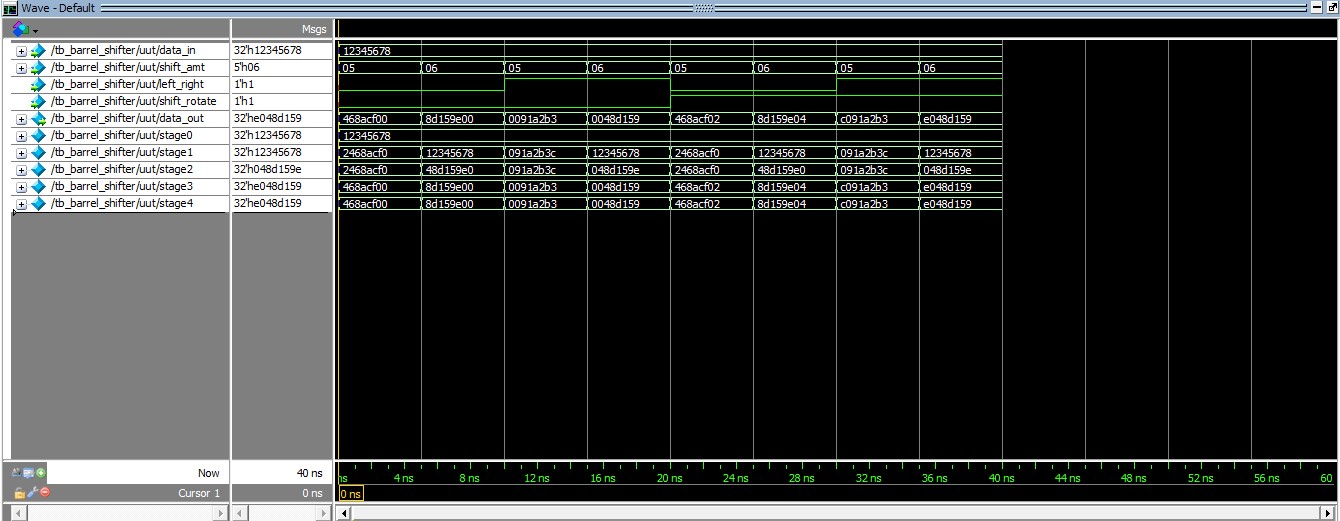 Wave - Default
Msgs
/tb_barrel_shifter/uut/data_in 32'h12345678 12345678
/tb_barrel_shifter/uut/shift_amt 5'h06 05 06 05 06 05 06 05 06
/tb_barrel_shifter/uut/left_right 1'h1
/tb_barrel_shifter/uut/shift_rotate 1'h1
/tb_barrel_shifter/uut/data_out 32'he048d159 468acf00 8d159e00 0091a2b3 0048d159 468acf02 8d159e04 c091a2b3 e048d159
/tb_barrel_shifter/uut/stage0 32'h12345678 12345678
/tb_barrel_shifter/uut/stage1 32'h12345678 2468acf0 12345678 091a2b3c 12345678 2468acf0 12345678 091a2b3c 12345678
/tb_barrel_shifter/uut/stage2 32'h048d159e 2468acf0 48d159e0 091a2b3c 048d159e 2468acf0 48d159e0 091a2b3c 048d159e
/tb_barrel_shifter/uut/stage3 32'he048d159 468acf00 8d159e00 0091a2b3 0048d159 468acf02 8d159e04 c091a2b3 e048d159
/tb_barrel_shifter/uut/stage4 32'he048d159 468acf00 8d159e00 0091a2b3 0048d159 468acf02 8d159e04 c091a2b3 e048d159
Now 40 ns ns 4 ns 8 ns 12 ns 16 ns 20 ns 24 ns 28 ns 32 ns 36 ns 40 ns 44 ns 48 ns 52 ns 56 ns 60
Cursor 1 0 ns 0 ns